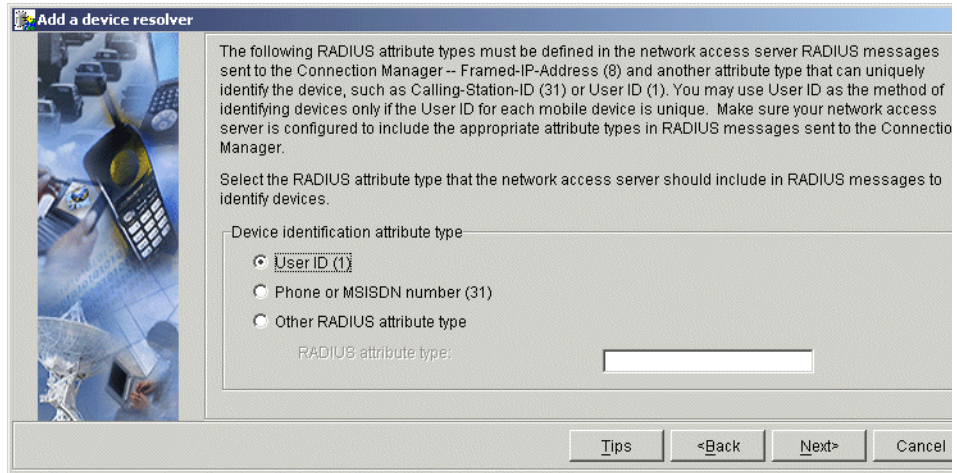 Add a device resolver
The following RADIUS attribute types must be defined in the network access server RADIUS messages
sent to the Connection Manager -- Framed-IP-Address (8) and another attribute type that can uniquely
identify the device, such as Calling-Station-ID (31) or User ID (1). You may use User ID as the method of
identifying devices only if the User ID for each mobile device is unique. Make sure your network access
server is configured to include the appropriate attribute types in RADIUS messages sent to the Connectio
Manager.
Select the RADIUS attribute type that the network access server should include in RADIUS messages to
identify devices.
Device identification attribute type
User ID (1)
Phone or MSISDN number (31)
Other RADIUS attribute type
RADIUS attribute type:
Tips <Back Next> Cancel